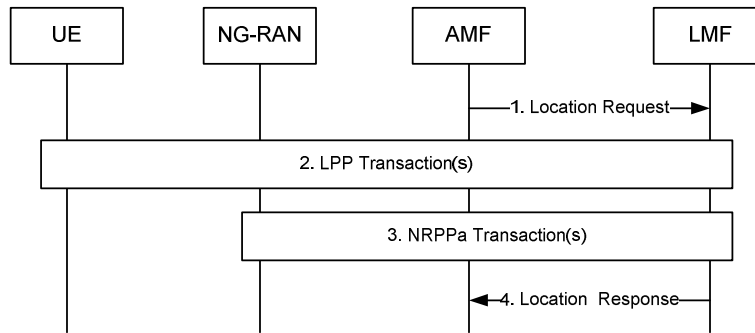 UE
NG-RAN
AMF
LMF
1. Location Request
2. LPP Transaction(s)
3. NRPPa Transaction(s)
4. Location Response